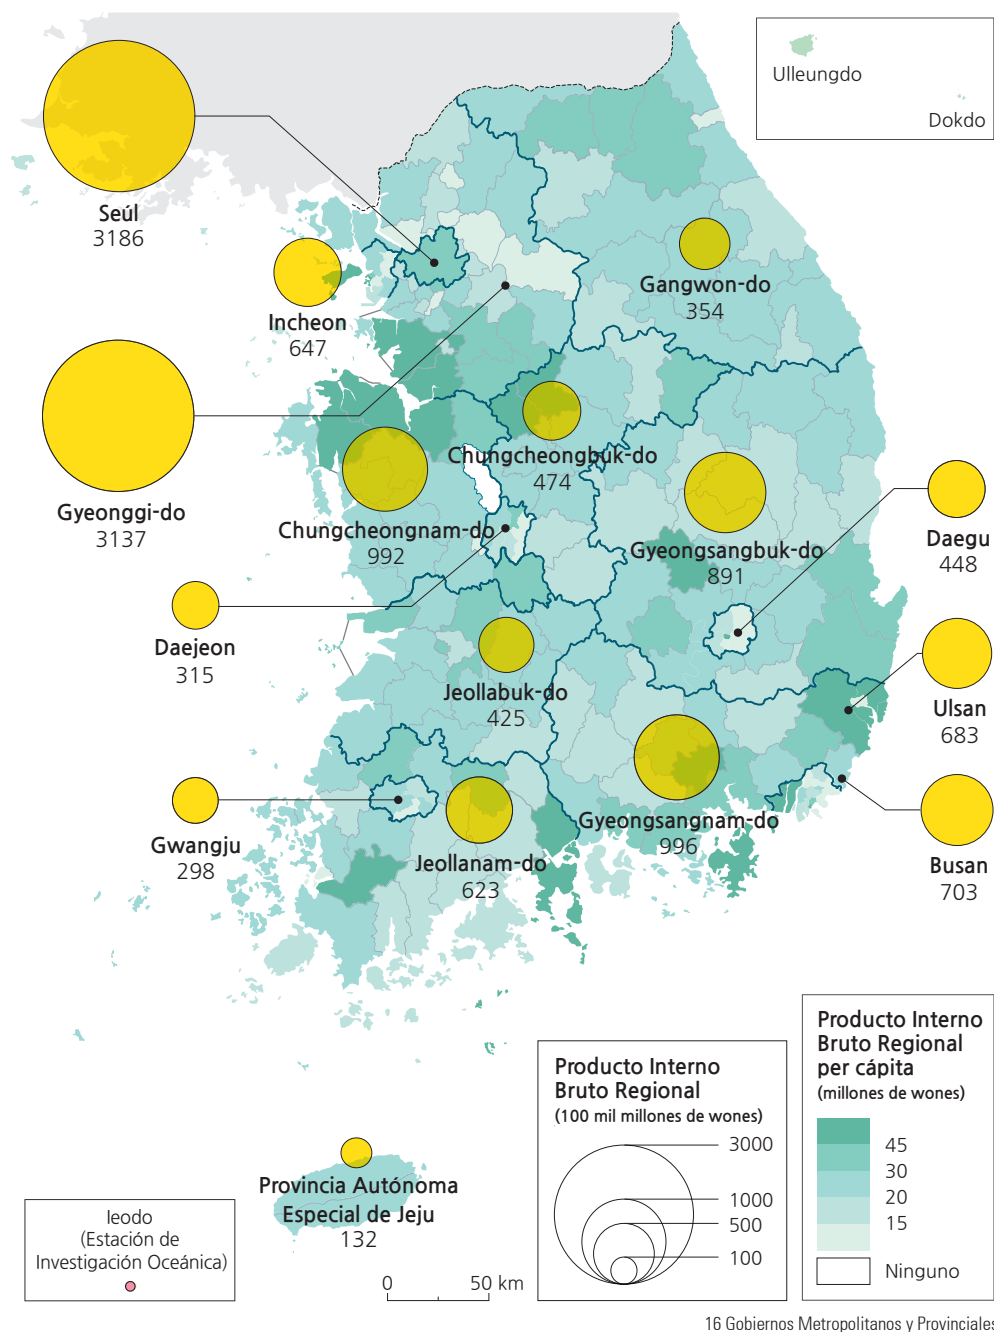 Ulleungdo
Dokdo
Seúl
3186
Incheon
647
Gangwon-do
354
Gyeonggi-do
3137
Chungcheongbuk-do
474
Chungcheongnam-do
992
Gyeongsangbuk-do
891
Daegu
448
Daejeon
315
Jeollabuk-do
425
Ulsan
683
Gwangju
298
Jeollanam-do
623
Gyeongsangnam-do
996
Busan
703
Provincia Autónoma
Especial de Jeju
132
Ieodo
(Estación de
Investigación Oceánica)
0 50 km
Producto Interno
Bruto Regional
(100 mil millones de wones)
3000
1000
500
100
Producto Interno
Bruto Regional
per cápita
(millones de wones)
45
30
20
15
Ninguno
16 Gobiernos Metropolitanos y Provinciales